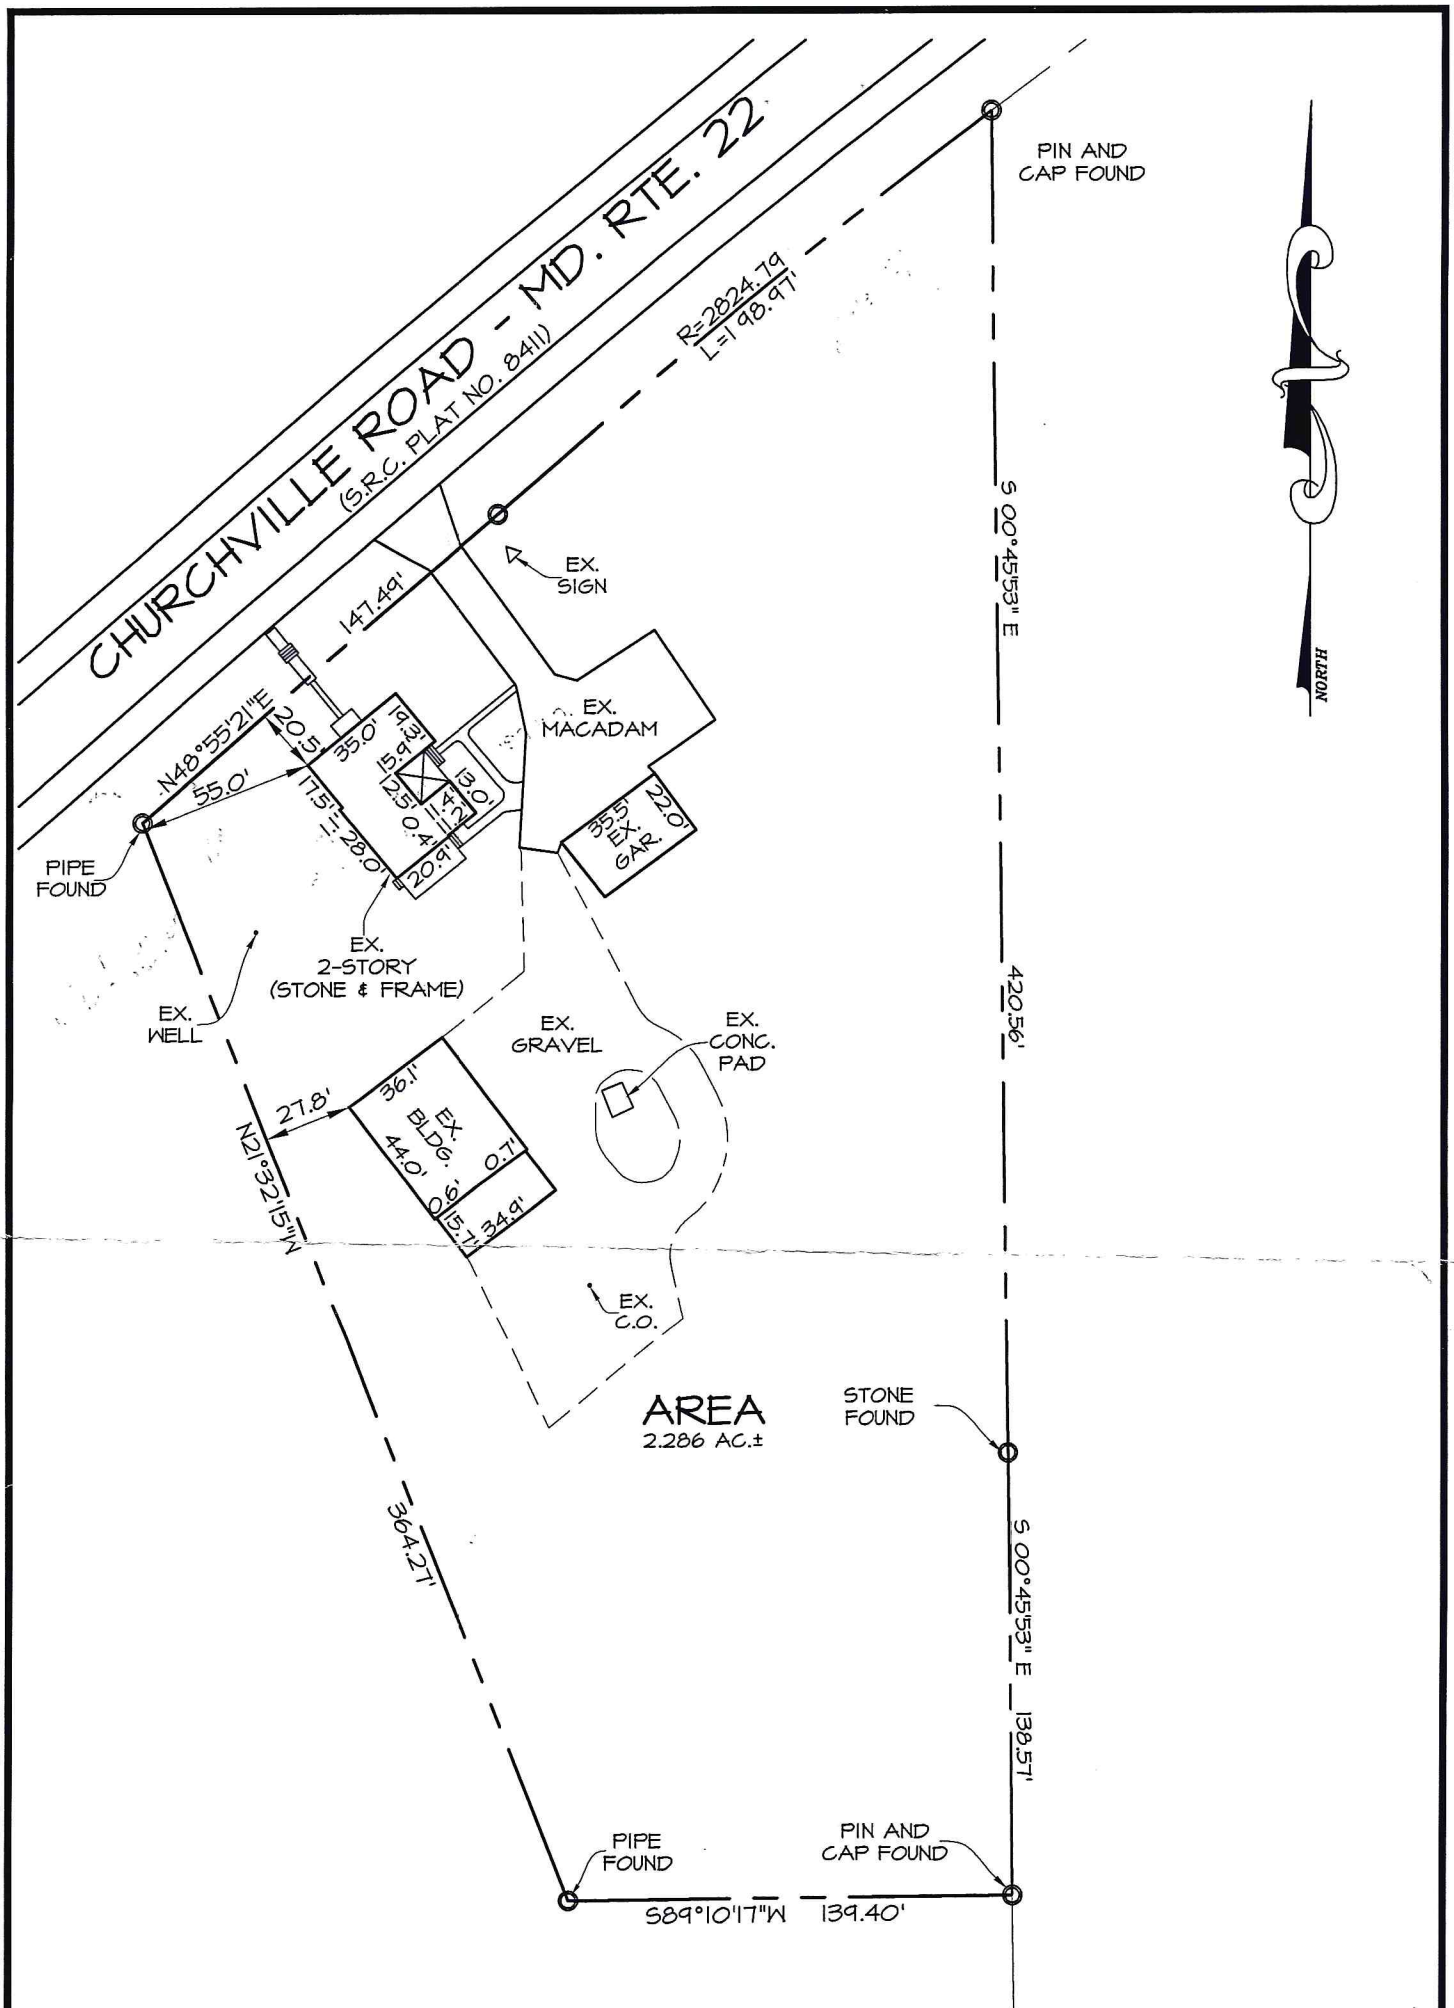 CHURCHVILLE ROAD - MD. RTE. 22
(S.R.C. PLAT NO. 8411)
PIN AND
CAP FOUND
R=2824.79
L=198.97'
NORTH
S 00°45'53" E
420.56'
EX.
SIGN
147.49'
N48°55'21"E
20.5'
55.0'
35.0'
19.3'
15.9'
12.5'
13.0'
11.4'
11.2'
0.4'
17.5'±
28.0'
20.9'
EX.
MACADAM
35.5'
22.0'
EX.
GAR.
PIPE
FOUND
EX.
2-STORY
(STONE & FRAME)
EX.
WELL
EX.
GRAVEL
EX.
CONC.
PAD
27.8'
36.1'
EX.
BLDG.
44.0'
0.7'
0.6'
15.7'
34.9'
N21°32'15"W
364.27'
EX.
C.O.
AREA
2.286 AC.±
STONE
FOUND
S 00°45'53" E 138.57'
PIPE
FOUND
PIN AND
CAP FOUND
S89°10'17"W 139.40'